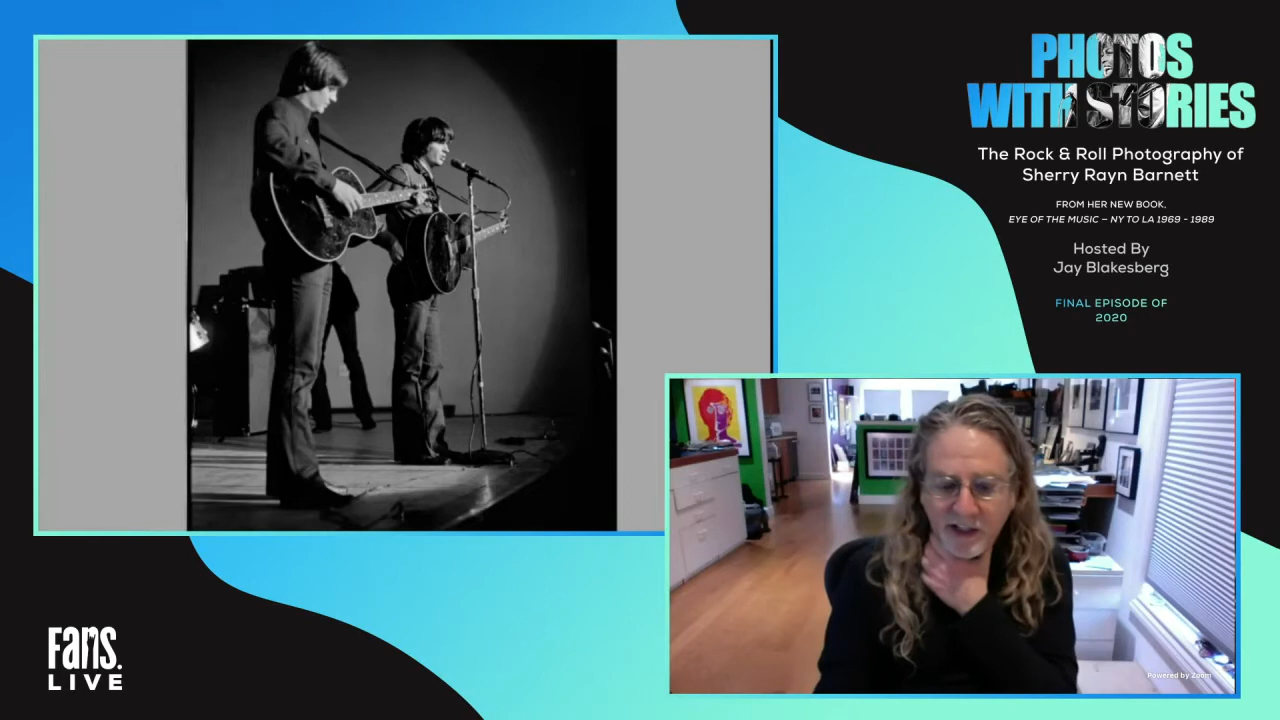 PHOTOS
WITH STORIES
The Rock & Roll Photography of
Sherry Rayn Barnett
FROM HER NEW BOOK,
EYE OF THE MUSIC – NY TO LA 1969 - 1989
Hosted By
Jay Blakesberg
FINAL EPISODE OF
2020
Fans.
LIVE
Powered by Zoom